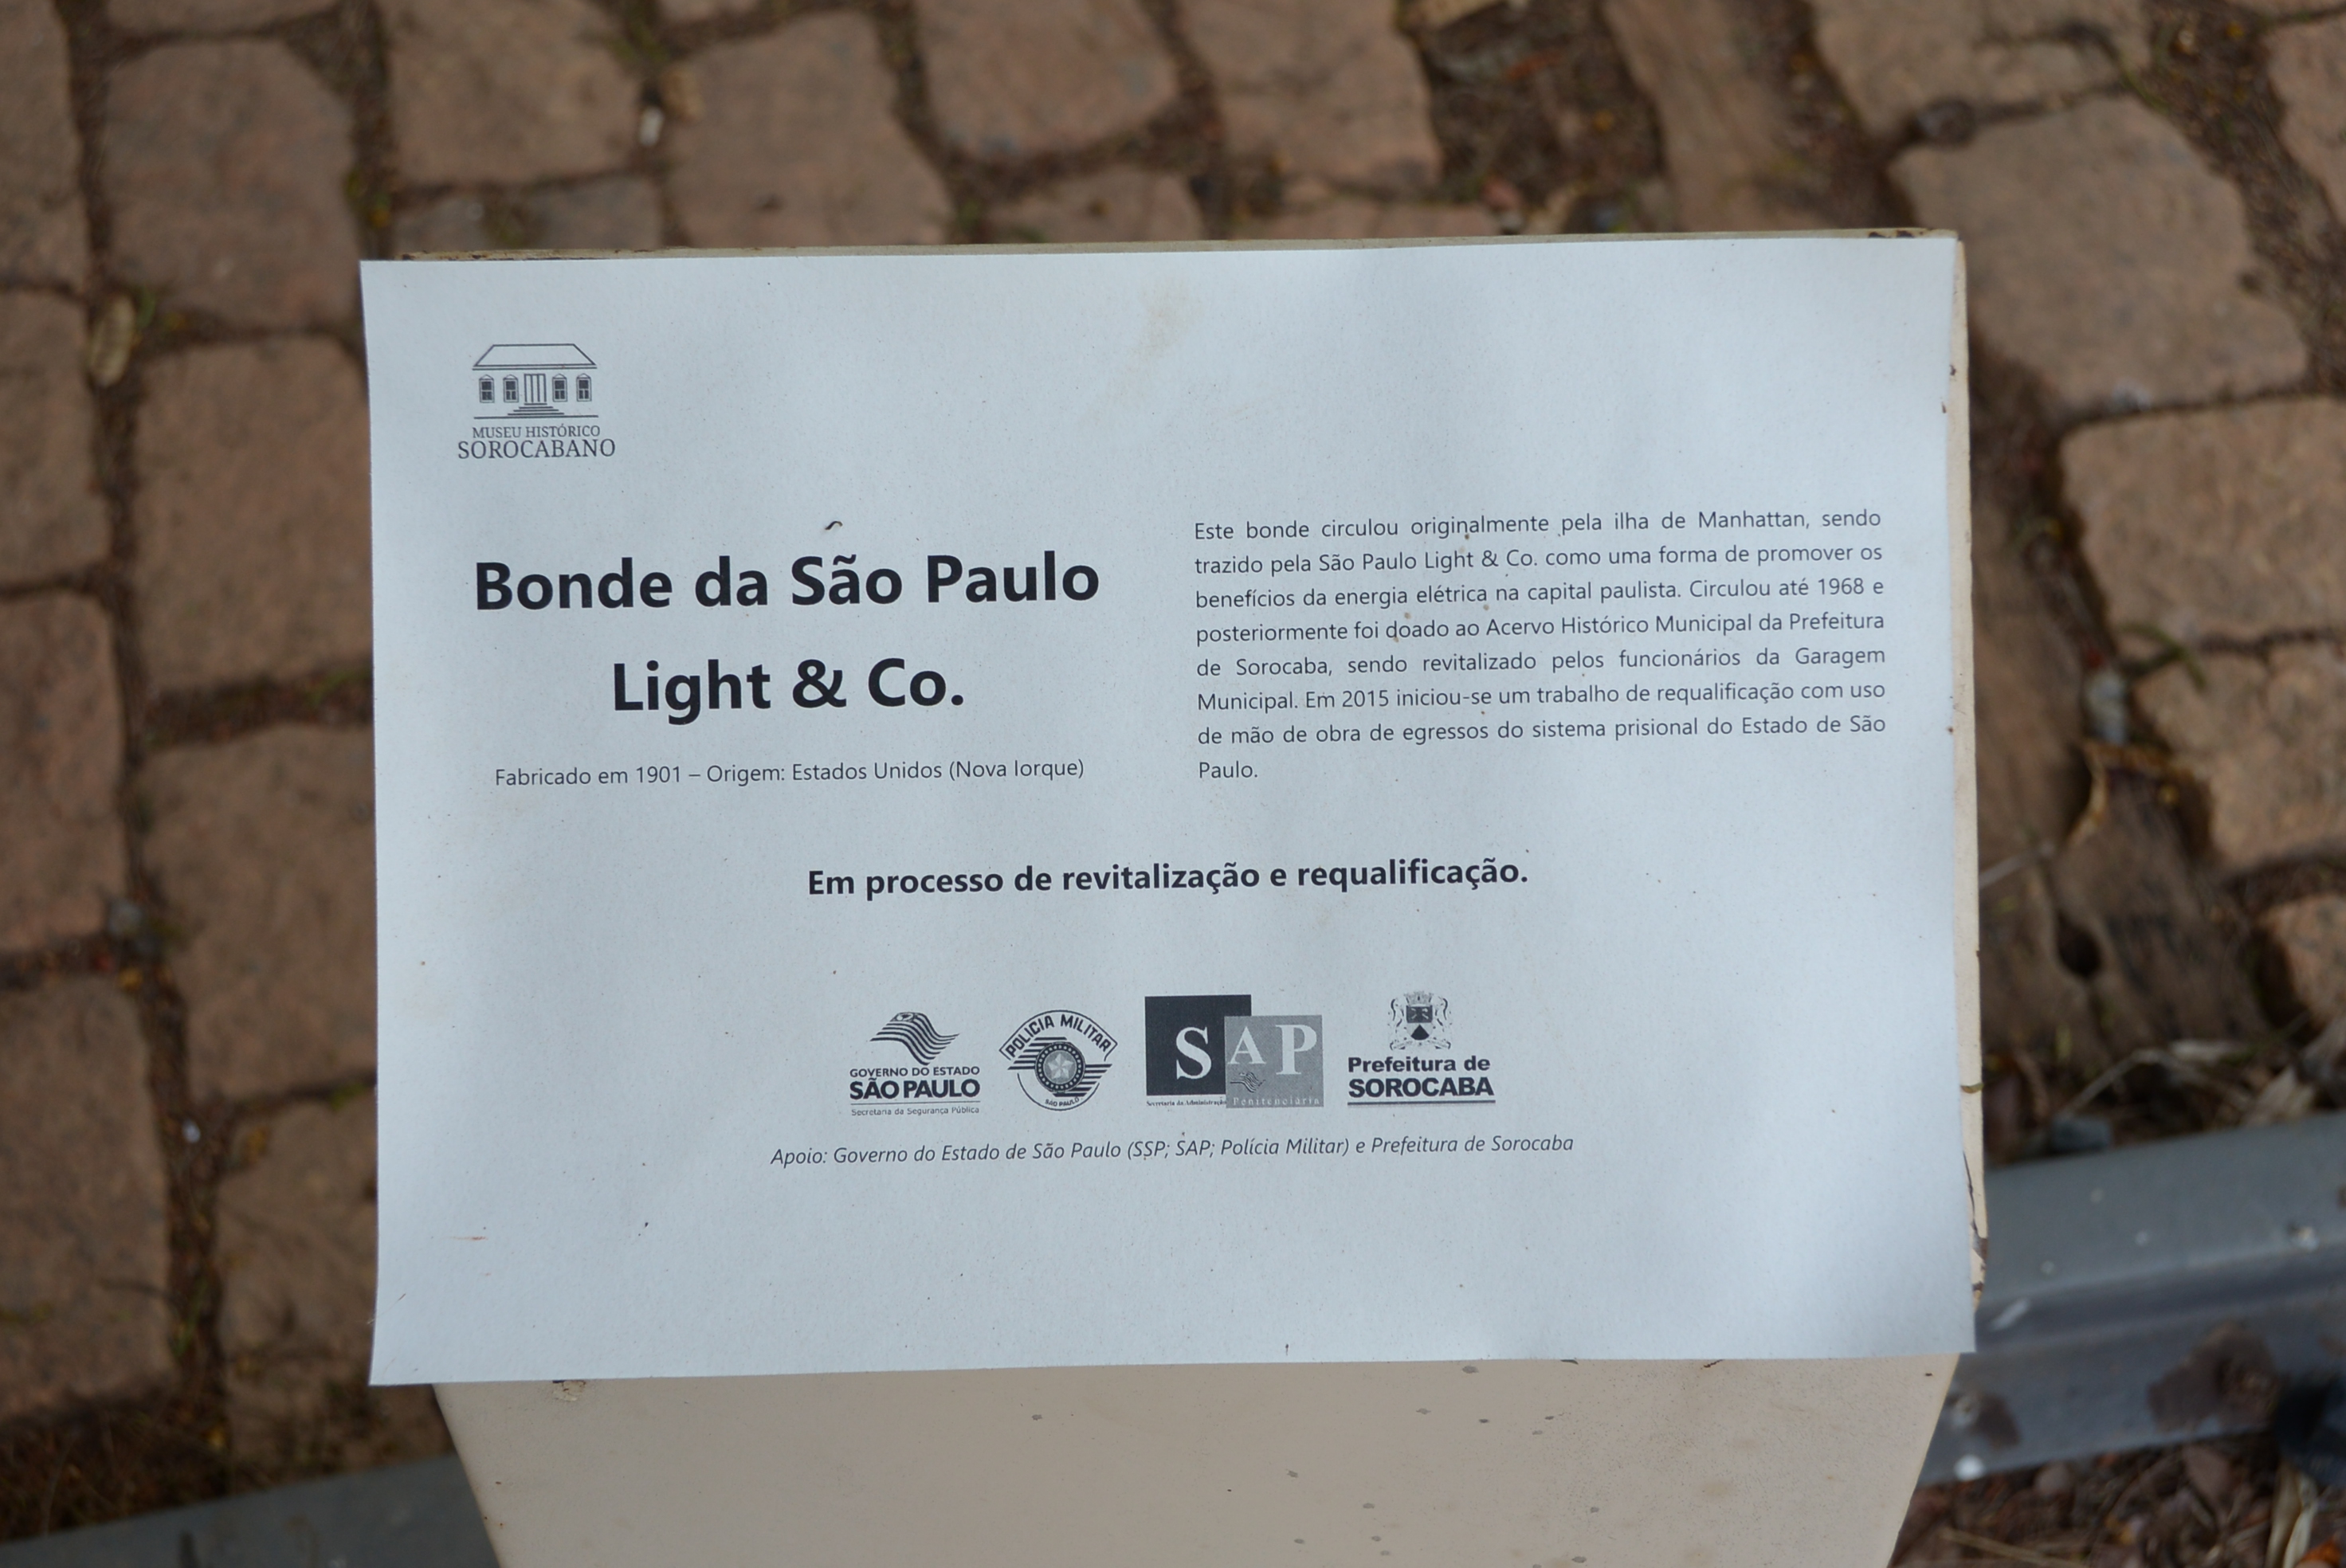 MUSEU HISTÓRICO
SOROCABANO
Bonde da São Paulo
Light & Co.
Fabricado em 1901 – Origem: Estados Unidos (Nova Iorque)
Este bonde circulou originalmente pela ilha de Manhattan, sendo
trazido pela São Paulo Light & Co. como uma forma de promover os
benefícios da energia elétrica na capital paulista. Circulou até 1968 e
posteriormente foi doado ao Acervo Histórico Municipal da Prefeitura
de Sorocaba, sendo revitalizado pelos funcionários da Garagem
Municipal. Em 2015 iniciou-se um trabalho de requalificação com uso
de mão de obra de egressos do sistema prisional do Estado de São
Paulo.
Em processo de revitalização e requalificação.
GOVERNO DO ESTADO
SÃO PAULO
Secretaria da Segurança Pública
POLÍCIA MILITAR
SÃO PAULO
SAP
Secretaria da Administração Penitenciária
Prefeitura de
SOROCABA
Apoio: Governo do Estado de São Paulo (SSP; SAP; Polícia Militar) e Prefeitura de Sorocaba